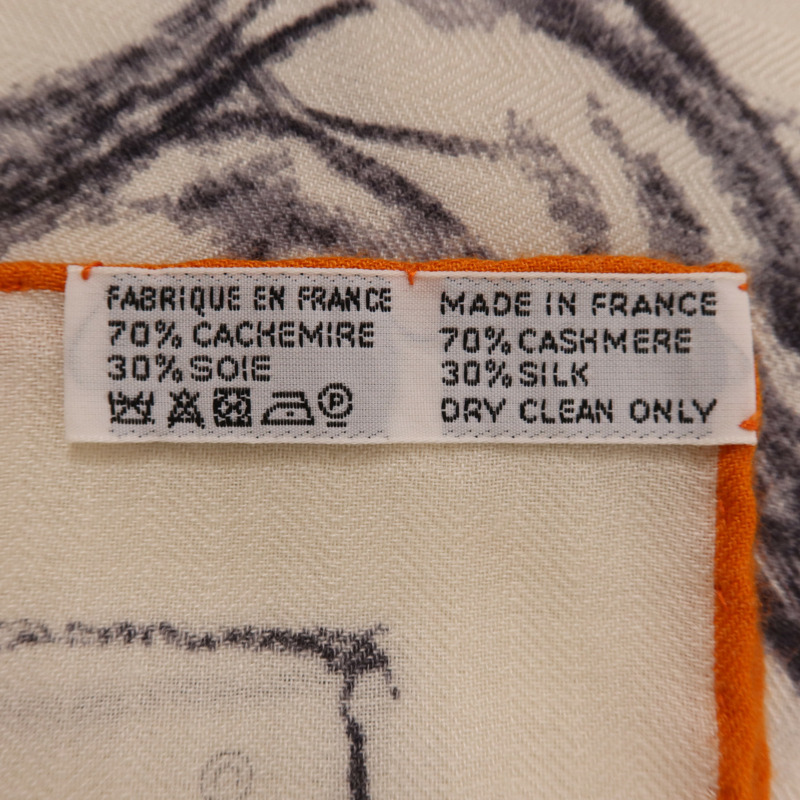 FABRIQUE EN FRANCE
70% CACHEMIRE
30% SOIE
P
MADE IN FRANCE
70% CASHMERE
30% SILK
DRY CLEAN ONLY
©